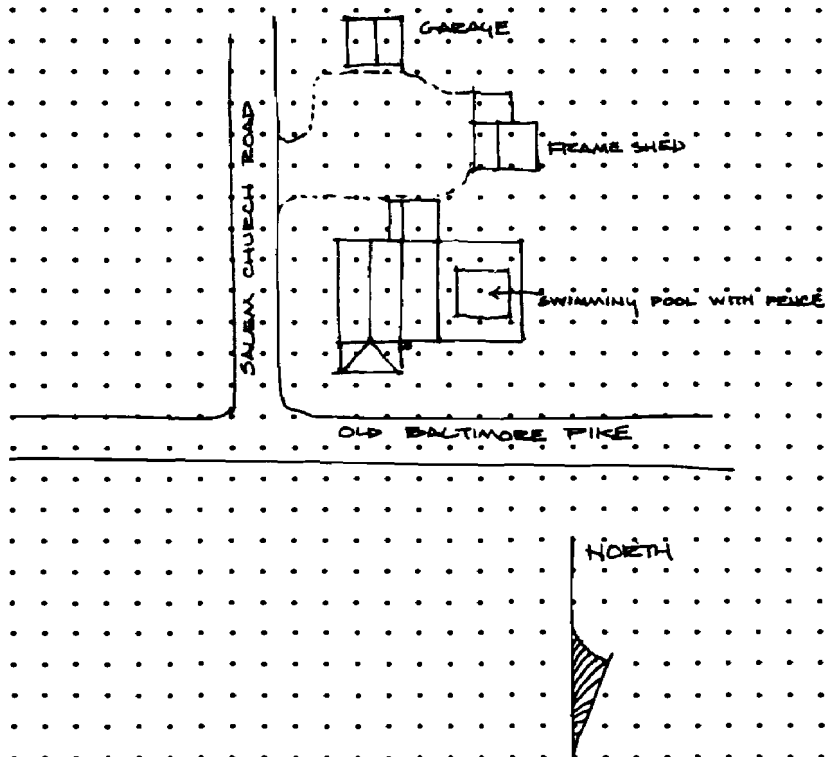 GARAGE
SALEM CHURCH ROAD
FRAME SHED
SWIMMING POOL WITH FENCE
OLD BALTIMORE PIKE
NORTH